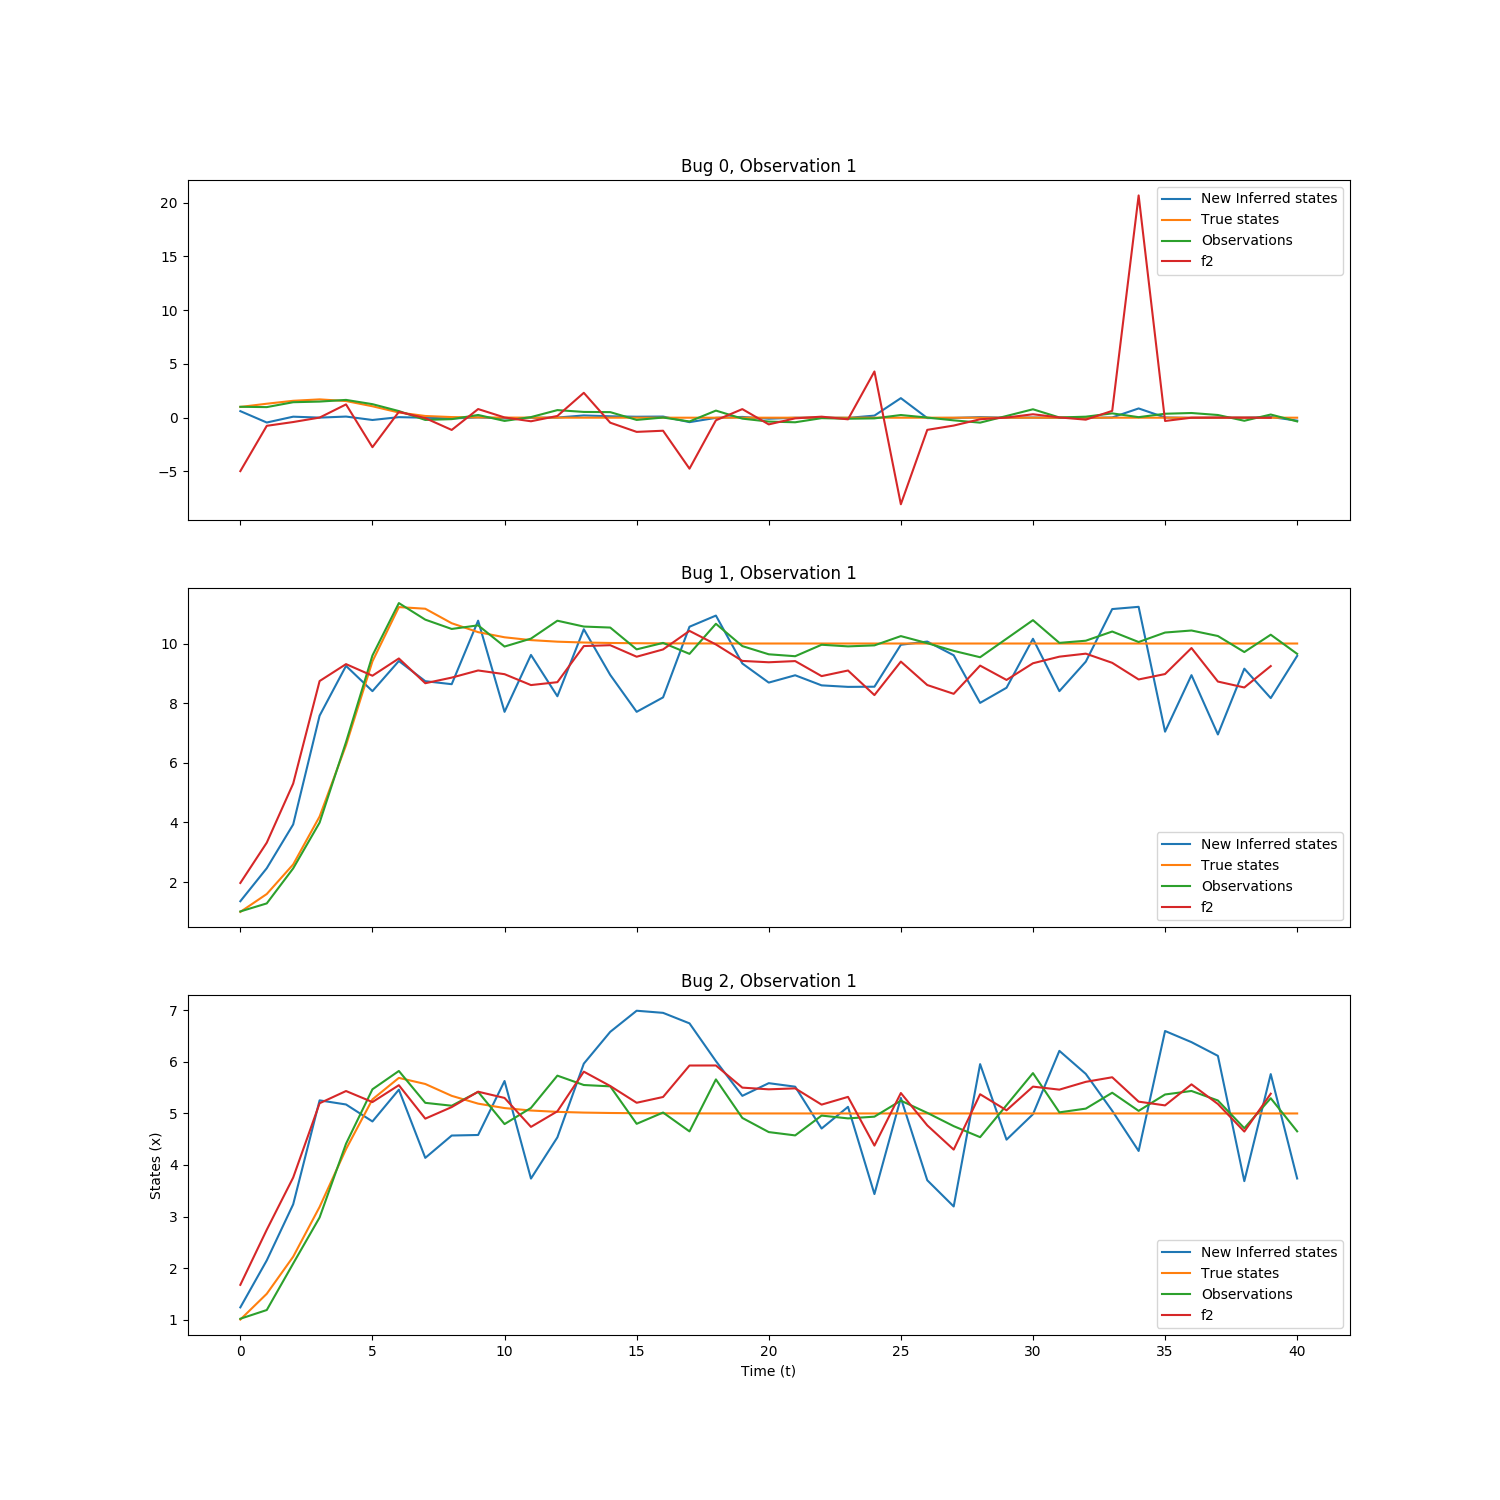 Bug 0, Observation 1
20
15
10
5
0
−5
New Inferred states
True states
Observations
f2
Bug 1, Observation 1
10
8
6
4
2
New Inferred states
True states
Observations
f2
Bug 2, Observation 1
7
6
5
4
3
2
1
States (x)
New Inferred states
True states
Observations
f2
0 5 10 15 20 25 30 35 40
Time (t)